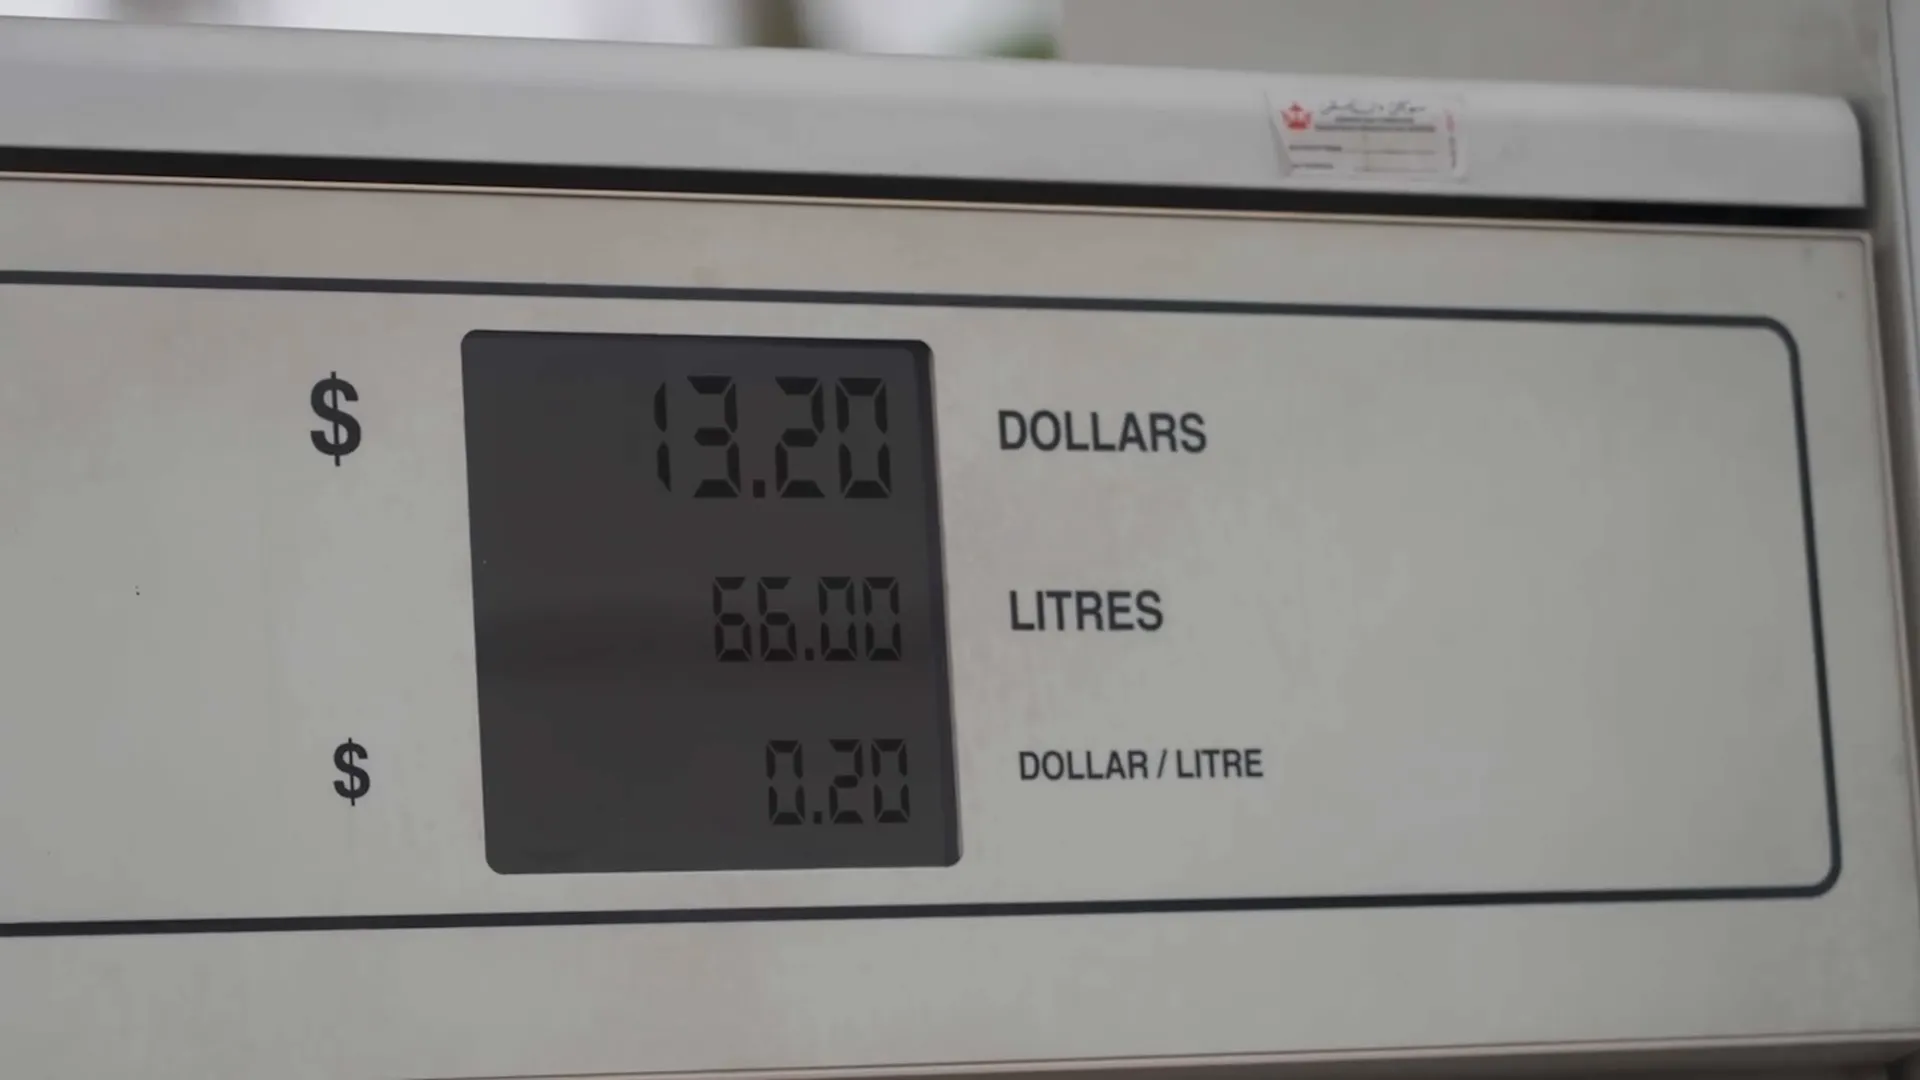 $ 13.20 DOLLARS
66.00 LITRES
$ 0.20 DOLLAR / LITRE